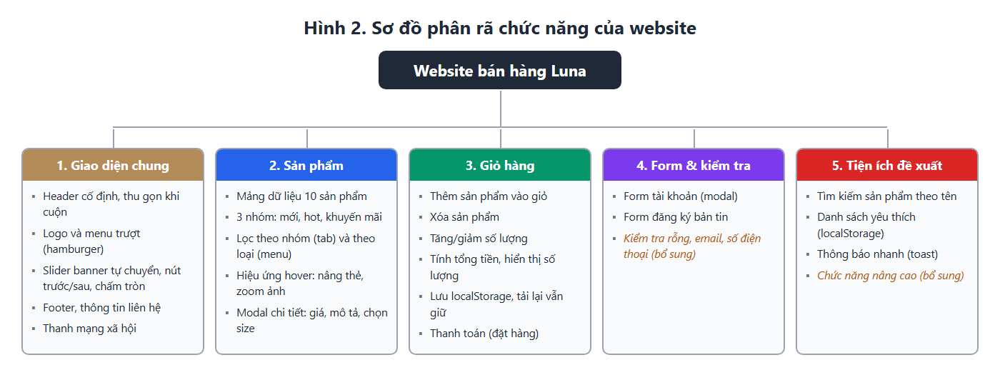 Hình 2. Sơ đồ phân rã chức năng của website
Website bán hàng Luna
1. Giao diện chung
Header cố định, thu gọn khi
cuộn
Logo và menu trượt
(hamburger)
Slider banner tự chuyển, nút
trước/sau, chấm tròn
Footer, thông tin liên hệ
Thanh mạng xã hội
2. Sản phẩm
Mảng dữ liệu 10 sản phẩm
3 nhóm: mới, hot, khuyến mãi
Lọc theo nhóm (tab) và theo
loại (menu)
Hiệu ứng hover: nâng thẻ,
zoom ảnh
Modal chi tiết: giá, mô tả, chọn
size
3. Giỏ hàng
Thêm sản phẩm vào giỏ
Xóa sản phẩm
Tăng/giảm số lượng
Tính tổng tiền, hiển thị số
lượng
Lưu localStorage, tải lại vẫn
giữ
Thanh toán (đặt hàng)
4. Form & kiểm tra
Form tài khoản (modal)
Form đăng ký bản tin
Kiểm tra rỗng, email, số điện
thoại (bổ sung)
5. Tiện ích đề xuất
Tìm kiếm sản phẩm theo tên
Danh sách yêu thích
(localStorage)
Thông báo nhanh (toast)
Chức năng nâng cao (bổ sung)